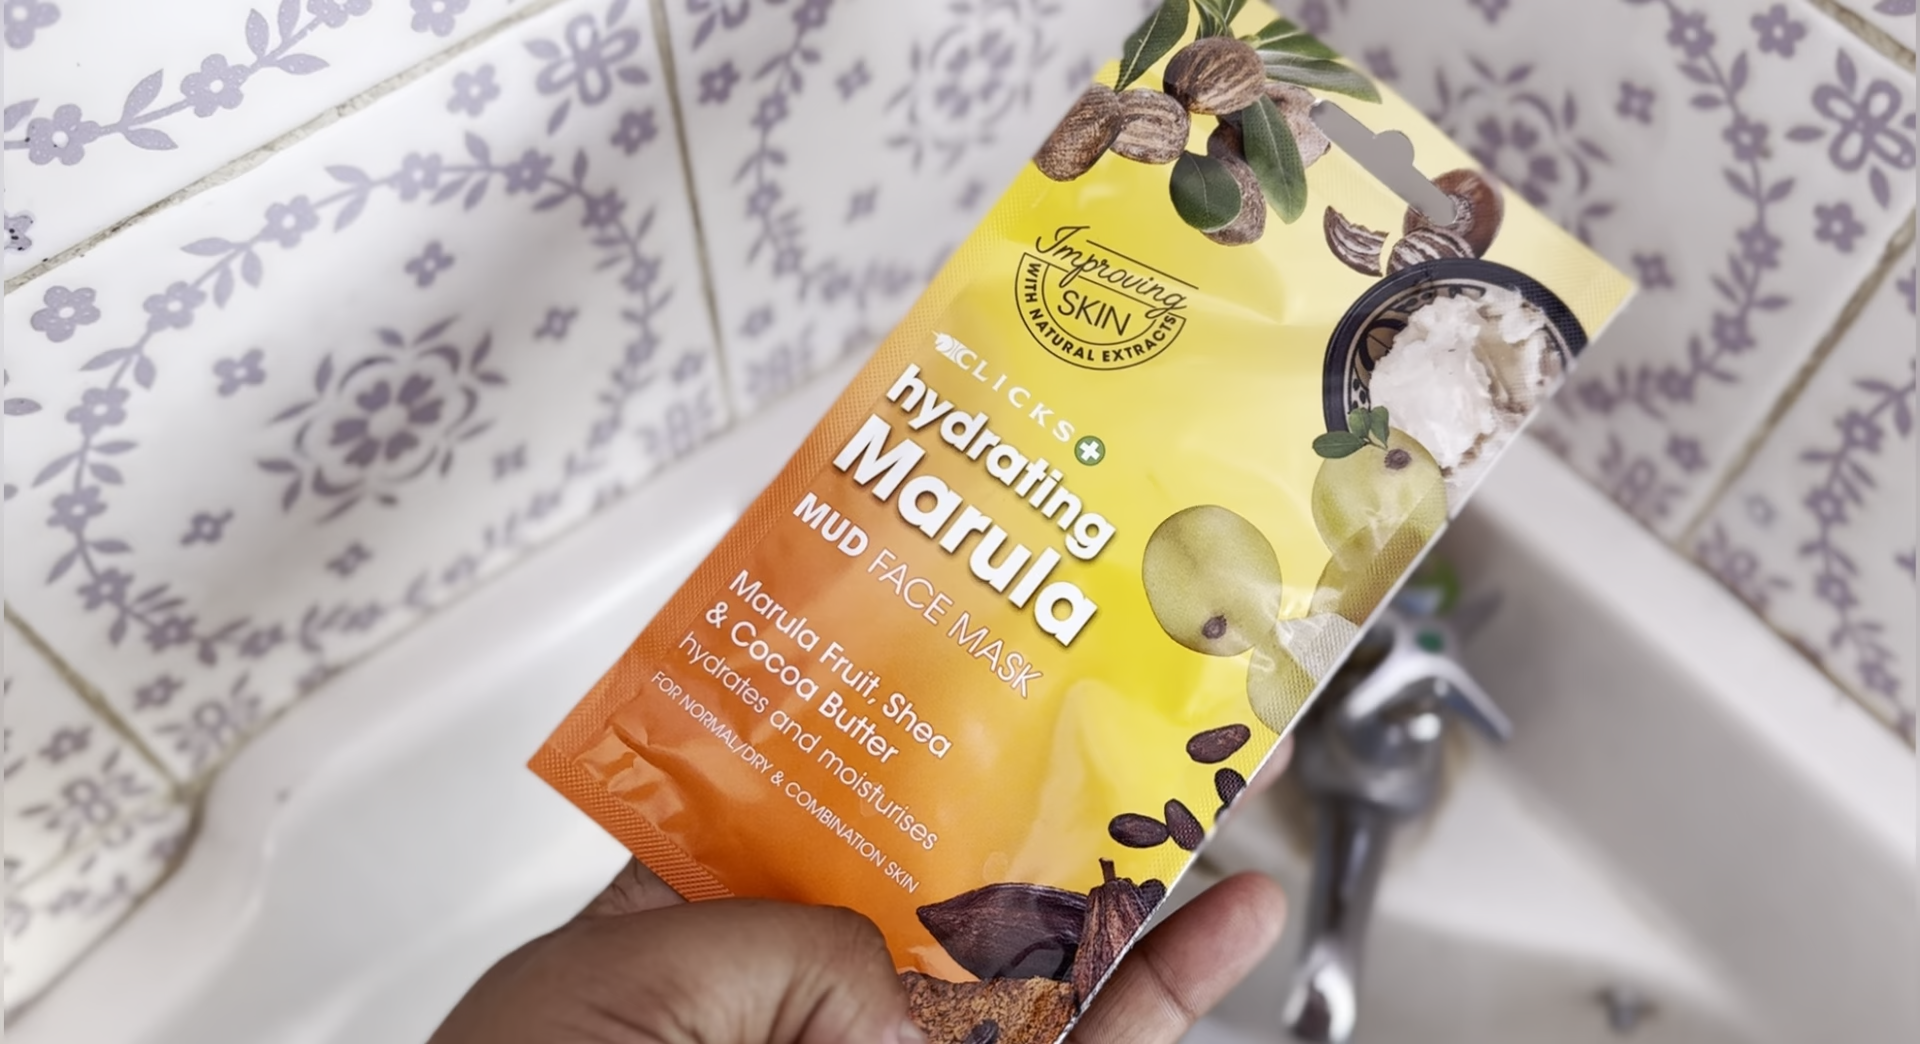 Improving
SKIN
WITH NATURAL EXTRACTS
CLICKS
hydrating
Marula
MUD FACE MASK
Marula Fruit, Shea
& Cocoa Butter
hydrates and moisturises
FOR NORMAL/DRY & COMBINATION SKIN